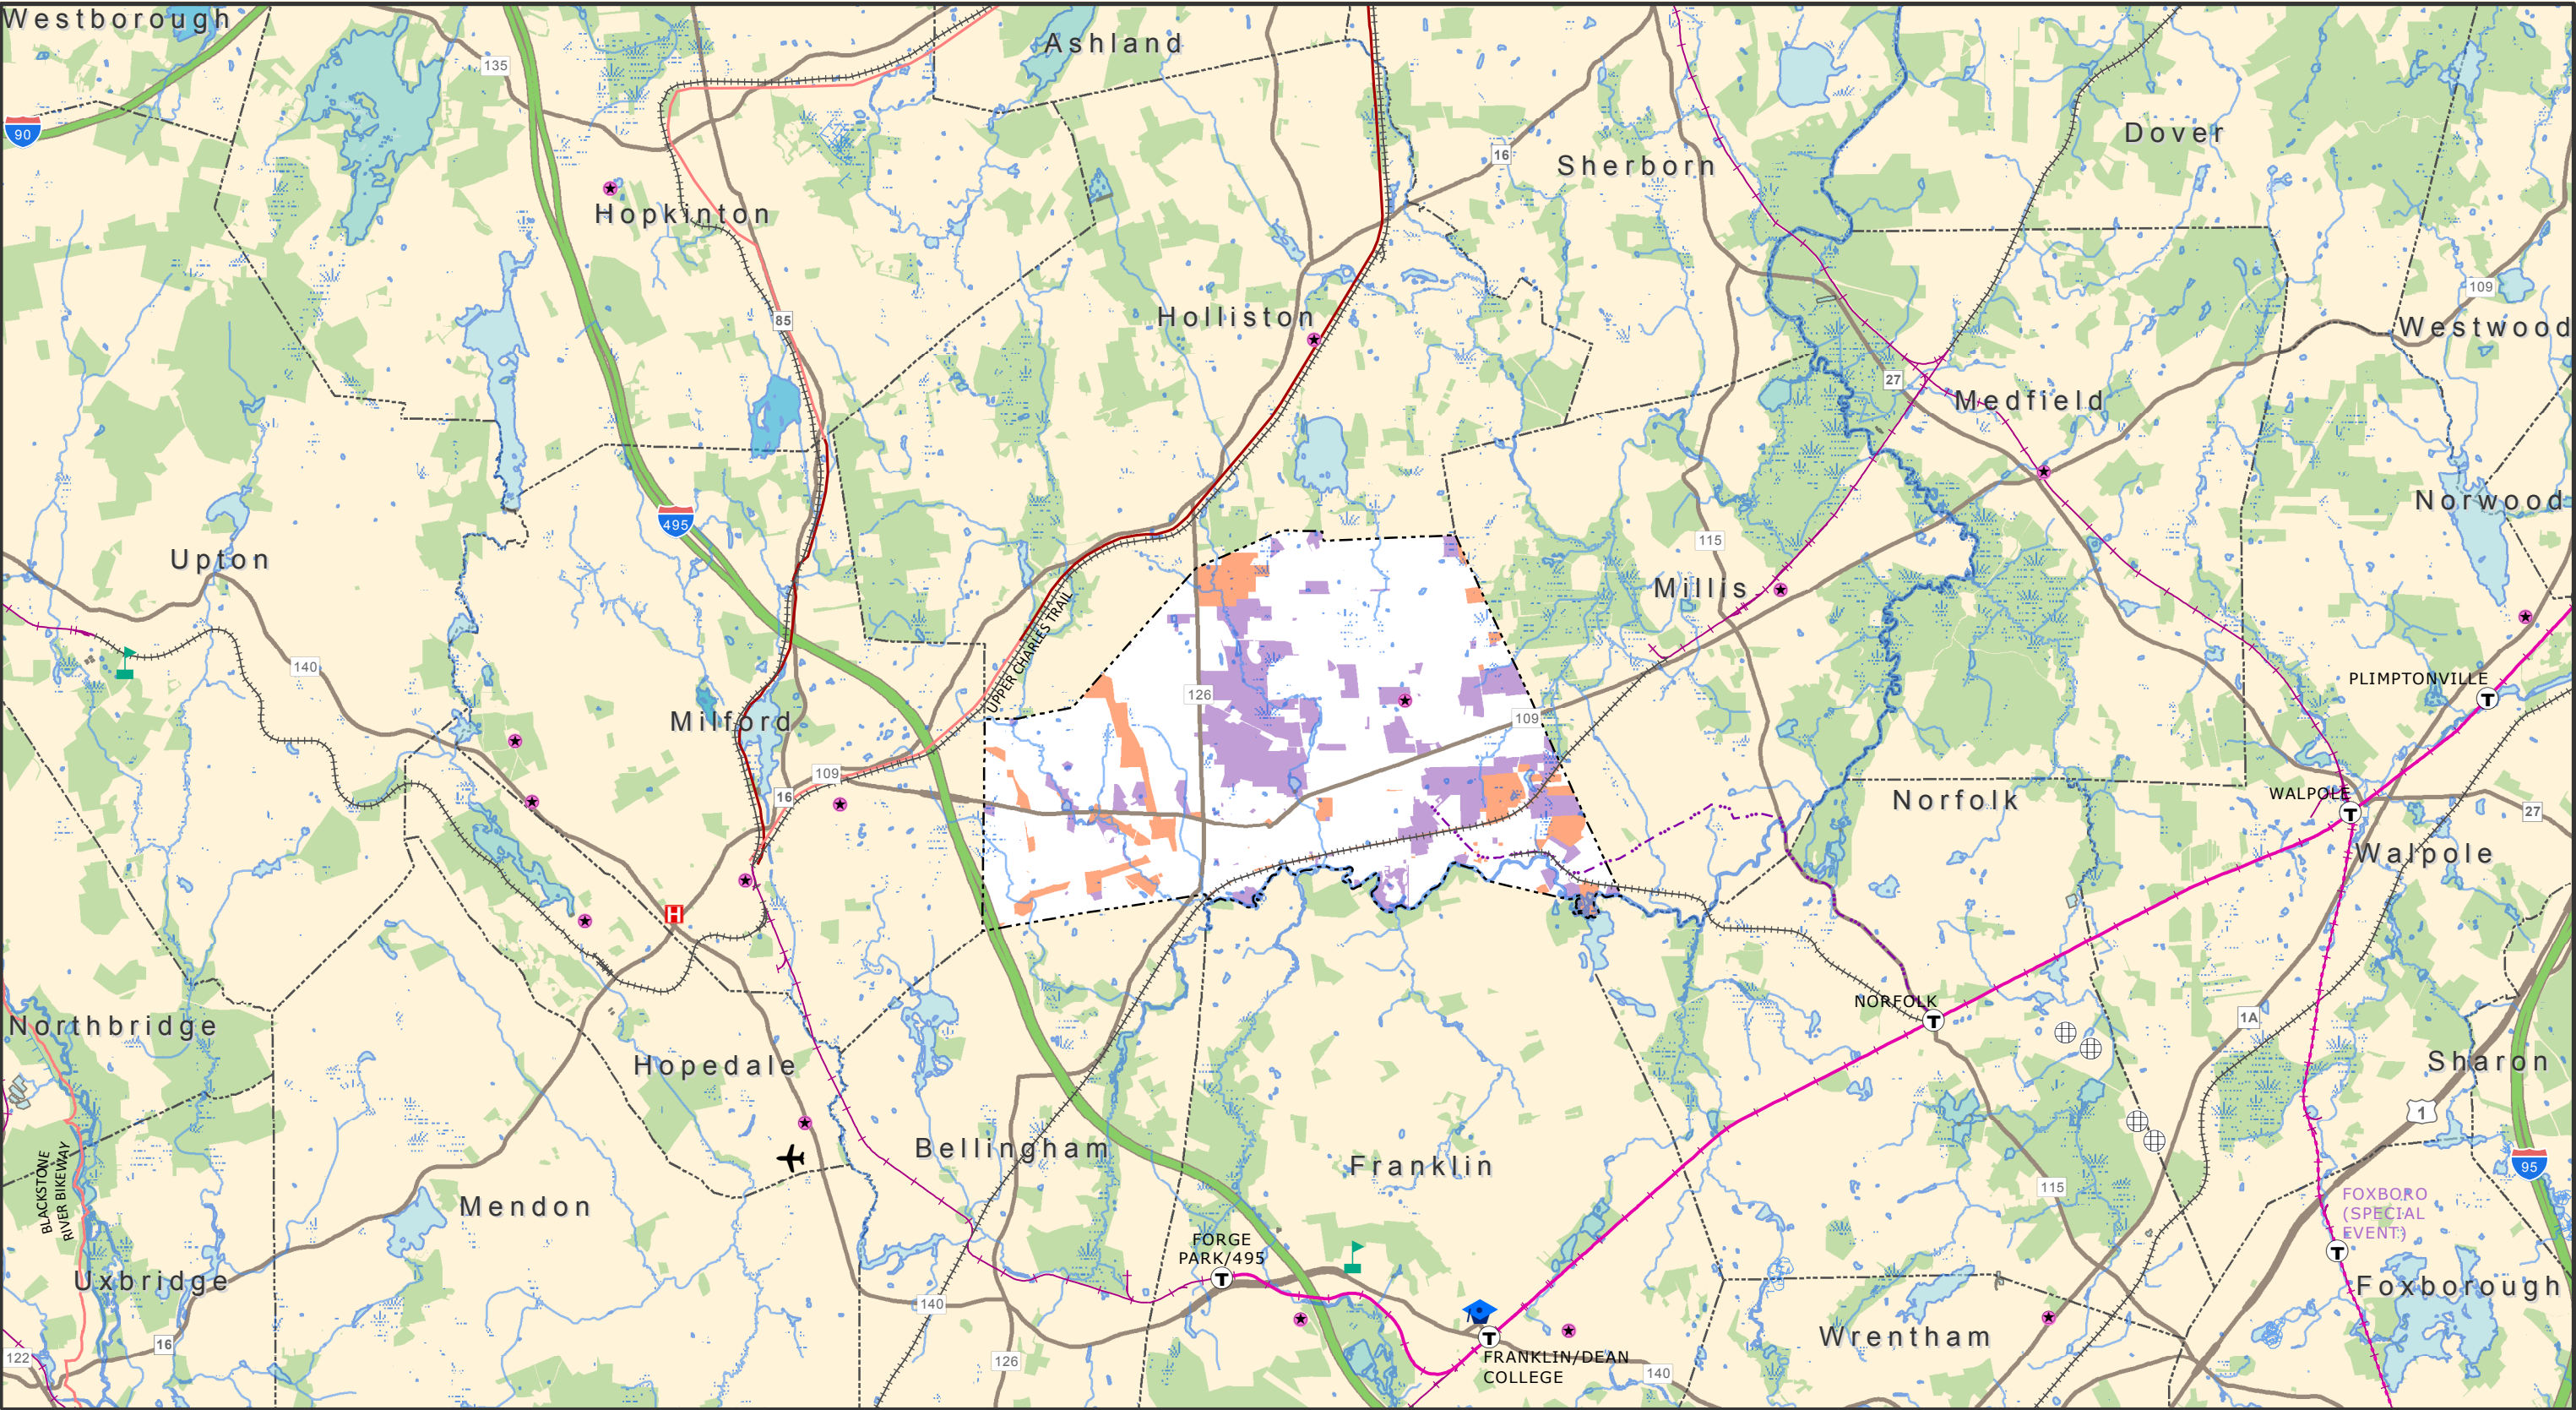 Westborough
Ashland
135
90
Dover
16
Sherborn
Hopkinton
109
85
Holliston
Westwood
27
Medfield
Norwood
495
115
Upton
Millis
UPPER CHARLES TRAIL
140
PLIMPTONVILLE
126
109
Milford
109
16
WALPOLE
Norfolk
27
Walpole
H
NORFOLK
1A
Northbridge
Hopedale
Sharon
1
Bellingham
Franklin
95
BLACKSTONE
RIVER BIKEWAY
115
FOXBORO
(SPECIAL
EVENT)
Mendon
FORGE
PARK/495
Uxbridge
Foxborough
140
Wrentham
16
122
126
FRANKLIN/DEAN
COLLEGE
140
T
T
T
T
T
T